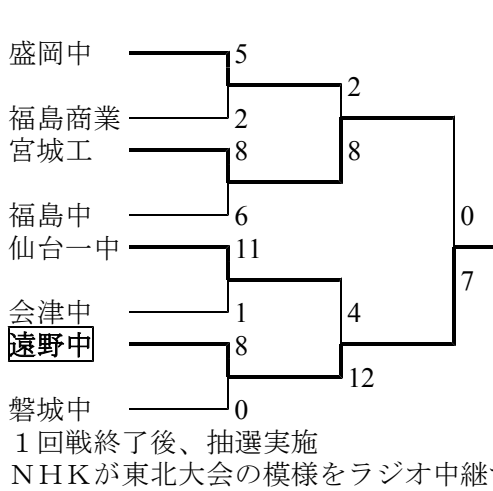 盛岡中
5
2
福島商業
2
宮城工
8
8
福島中
6
0
仙台一中
11
7
会津中
1
4
遠野中
8
12
磐城中
0
１回戦終了後、抽選実施
ＮＨＫが東北大会の模様をラジオ中継